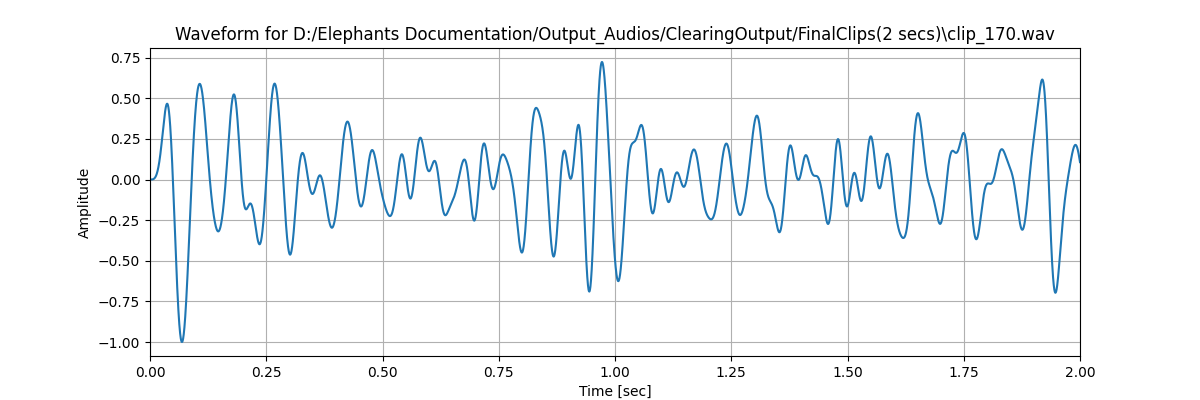 Waveform for D:/Elephants Documentation/Output_Audios/ClearingOutput/FinalClips(2 secs)\clip_170.wav
0.75
0.50
0.25
0.00
−0.25
−0.50
−0.75
−1.00
Amplitude
0.00 0.25 0.50 0.75 1.00 1.25 1.50 1.75 2.00
Time [sec]